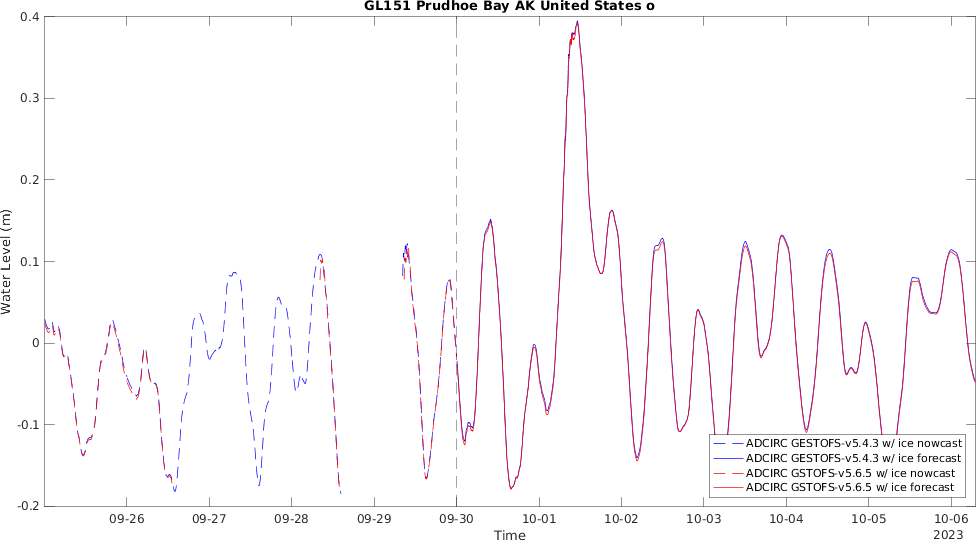 GL151 Prudhoe Bay AK United States o
0.4
0.3
0.2
0.1
0
-0.1
-0.2
Water Level (m)
09-26 09-27 09-28 09-29 09-30 10-01 10-02 10-03 10-04 10-05 10-06
2023
Time
ADCIRC GESTOFS-v5.4.3 w/ ice nowcast
ADCIRC GESTOFS-v5.4.3 w/ ice forecast
ADCIRC GSTOFS-v5.6.5 w/ ice nowcast
ADCIRC GSTOFS-v5.6.5 w/ ice forecast